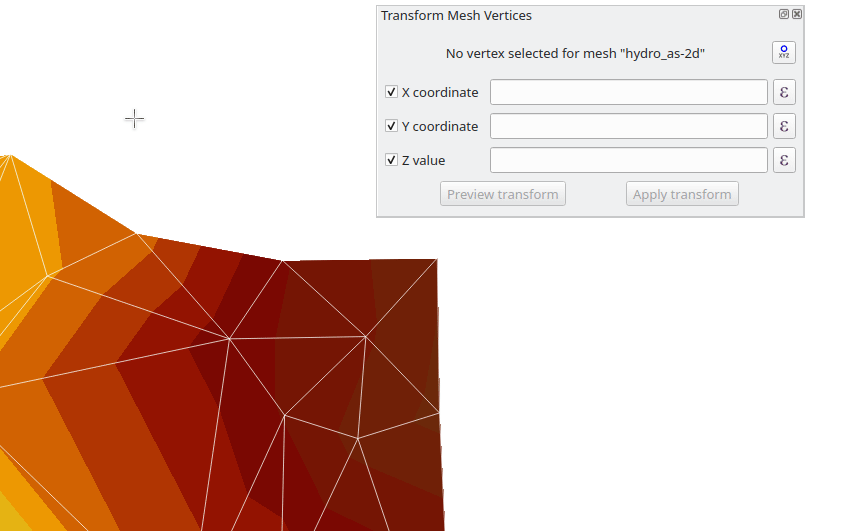 Transform Mesh Vertices
No vertex selected for mesh "hydro_as-2d"
XYZ
X coordinate ε
Y coordinate ε
Z value ε
Preview transform Apply transform